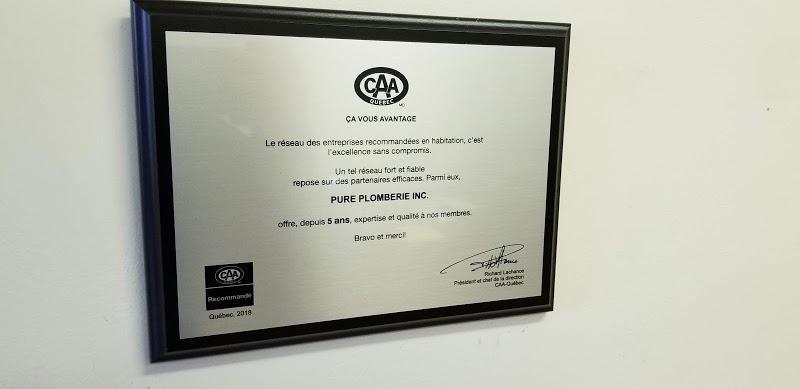 CAA
QUÉBEC
MC
ÇA VOUS AVANTAGE
Le réseau des entreprises recommandées en habitation, c'est
l'excellence sans compromis.
Un tel réseau fort et fiable
repose sur des partenaires efficaces. Parmi eux,
PURE PLOMBERIE INC.
offre, depuis 5 ans, expertise et qualité à nos membres.
Bravo et merci!
Richard Lachance
Président et chef de la direction
CAA-Québec
CAA
Recommandé
Québec, 2018